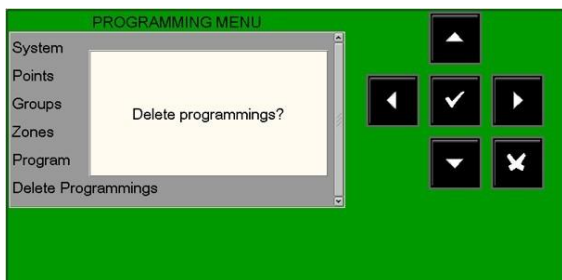 PROGRAMMING MENU
System
Points
Groups
Zones
Program
Delete Programmings
Delete programmings?